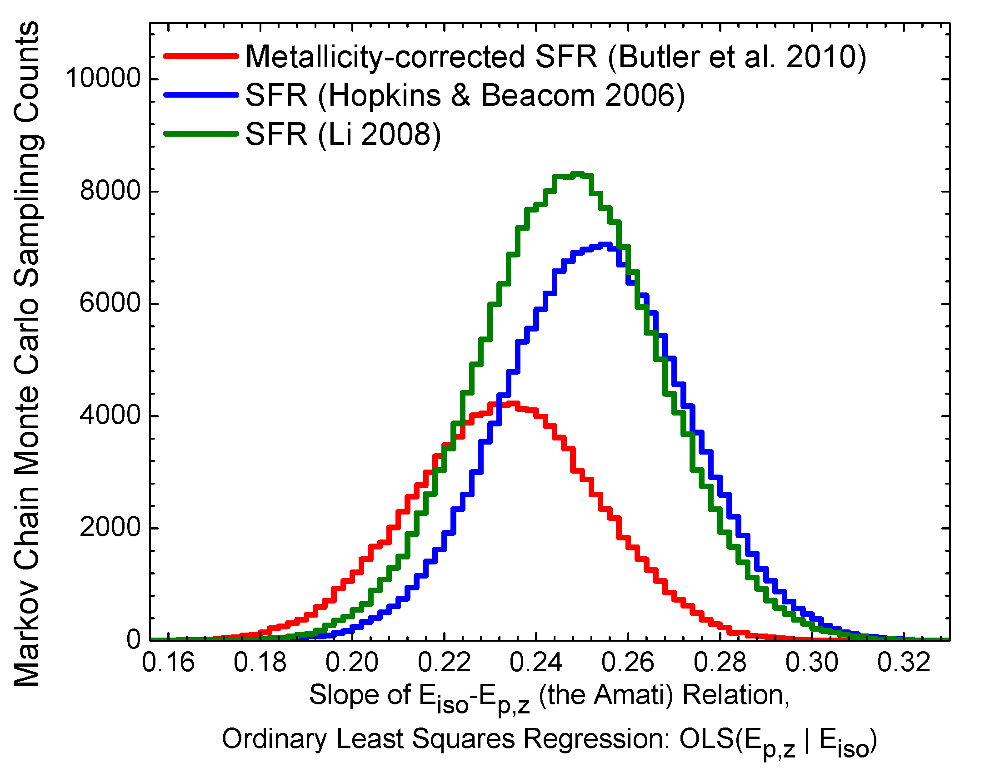 Markov Chain Monte Carlo Samplinng Counts
Metallicity-corrected SFR (Butler et al. 2010)
SFR (Hopkins & Beacom 2006)
SFR (Li 2008)
10000
8000
6000
4000
2000
0
0.16 0.18 0.20 0.22 0.24 0.26 0.28 0.30 0.32
Slope of Eiso-Ep,z (the Amati) Relation,
Ordinary Least Squares Regression: OLS(Ep,z | Eiso)